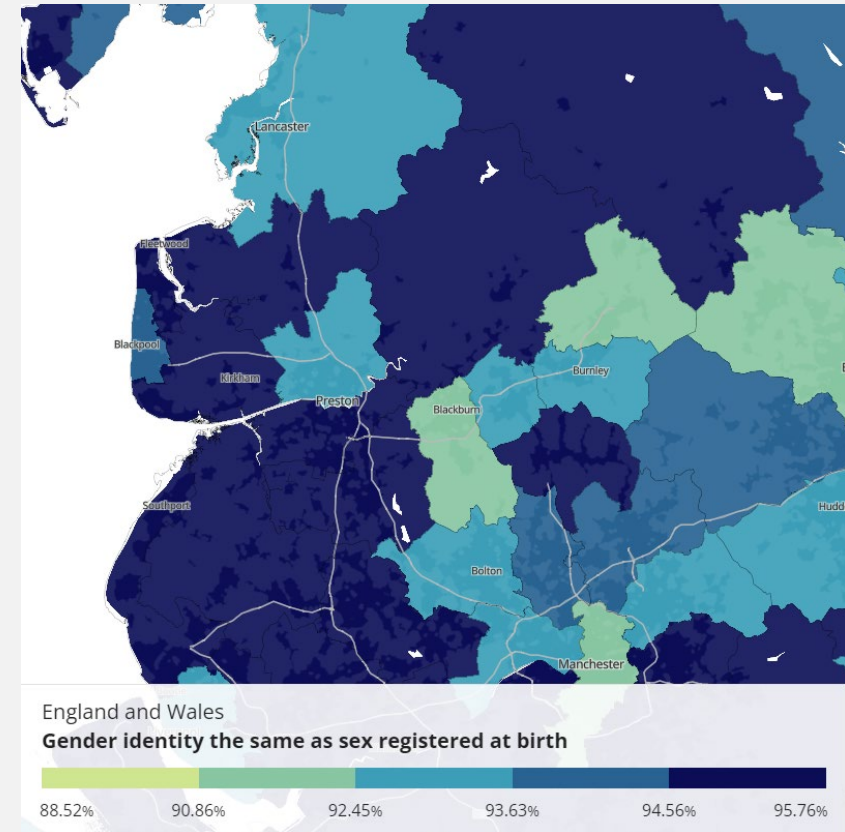 Lancaster
Fleetwood
Blackpool
Kirkham
Preston
Burnley
Blackburn
Southport
Hudd
Bolton
Manchester
England and Wales
Gender identity the same as sex registered at birth
88.52% 90.86% 92.45% 93.63% 94.56% 95.76%